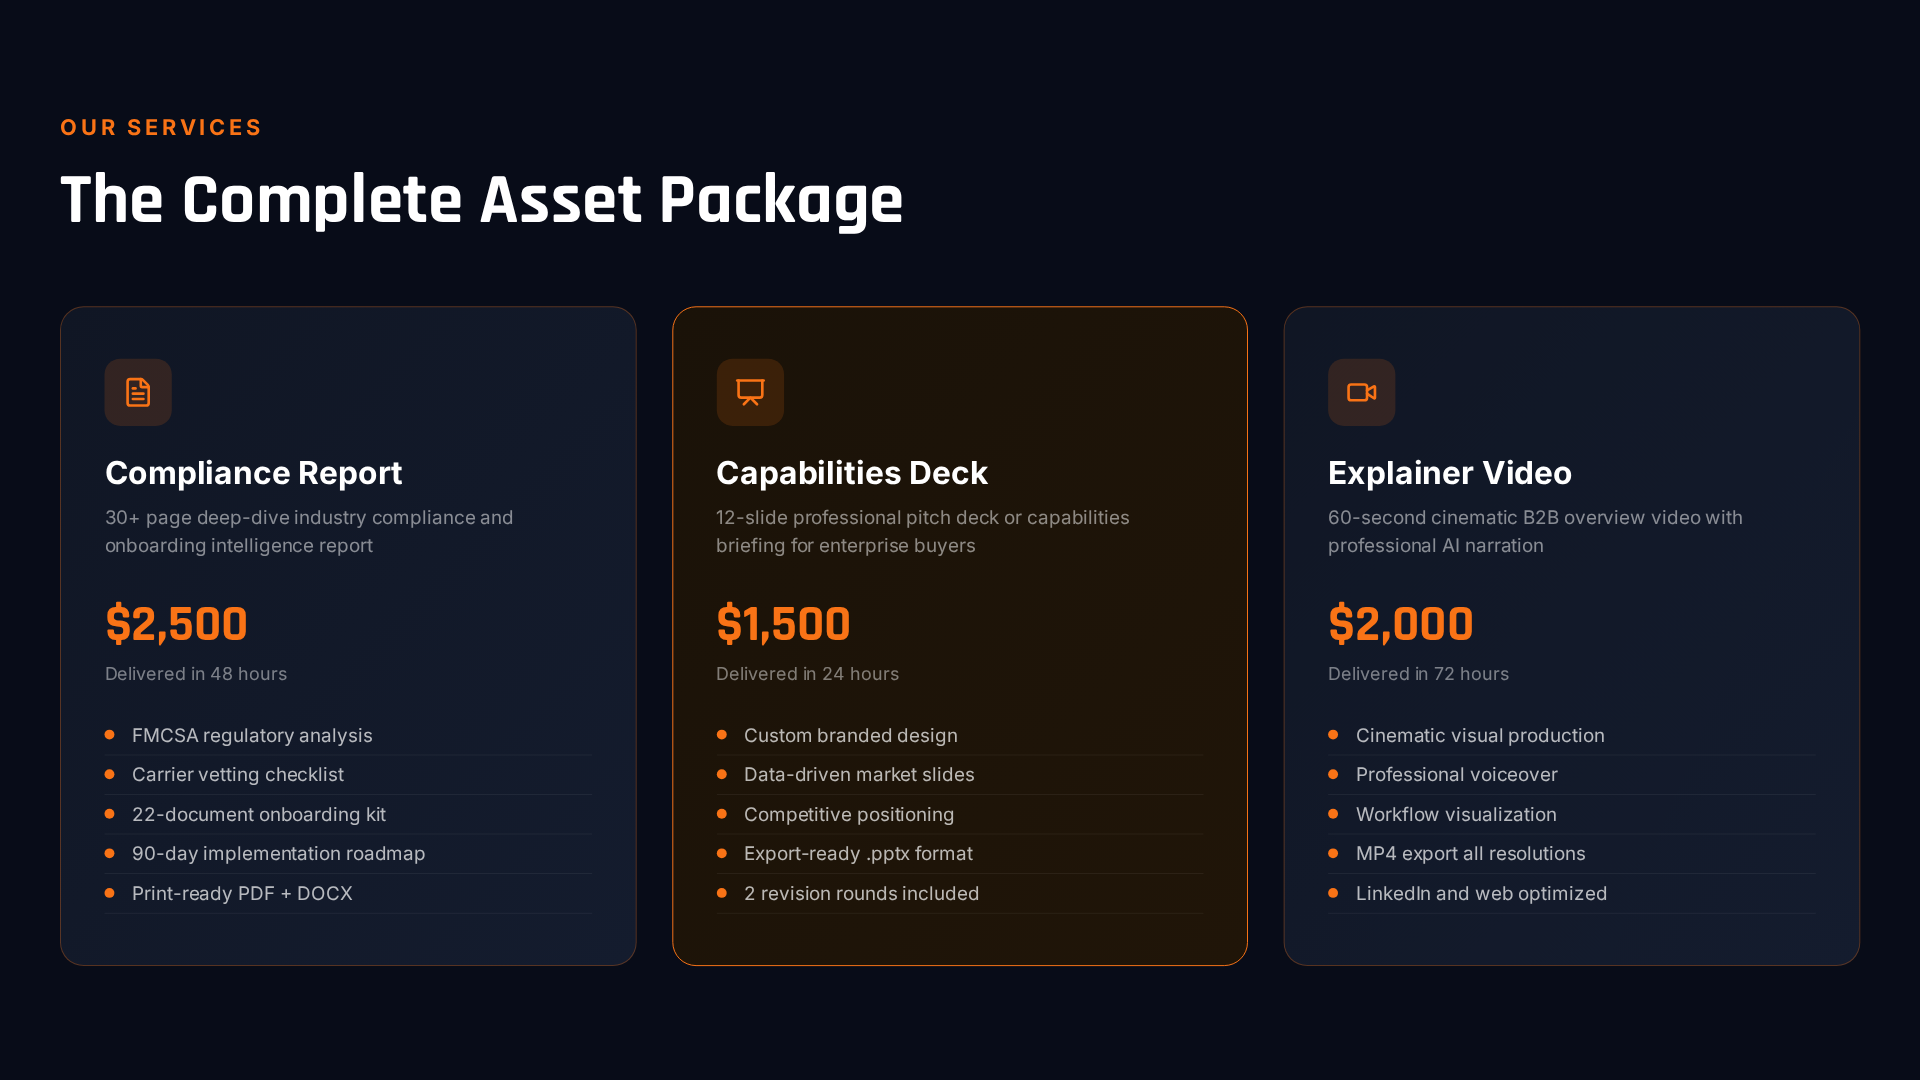 OUR SERVICES
The Complete Asset Package
Compliance Report
30+ page deep-dive industry compliance and
onboarding intelligence report
$2,500
Delivered in 48 hours
FMCSA regulatory analysis
Carrier vetting checklist
22-document onboarding kit
90-day implementation roadmap
Print-ready PDF + DOCX
Capabilities Deck
12-slide professional pitch deck or capabilities
briefing for enterprise buyers
$1,500
Delivered in 24 hours
Custom branded design
Data-driven market slides
Competitive positioning
Export-ready .pptx format
2 revision rounds included
Explainer Video
60-second cinematic B2B overview video with
professional AI narration
$2,000
Delivered in 72 hours
Cinematic visual production
Professional voiceover
Workflow visualization
MP4 export all resolutions
LinkedIn and web optimized